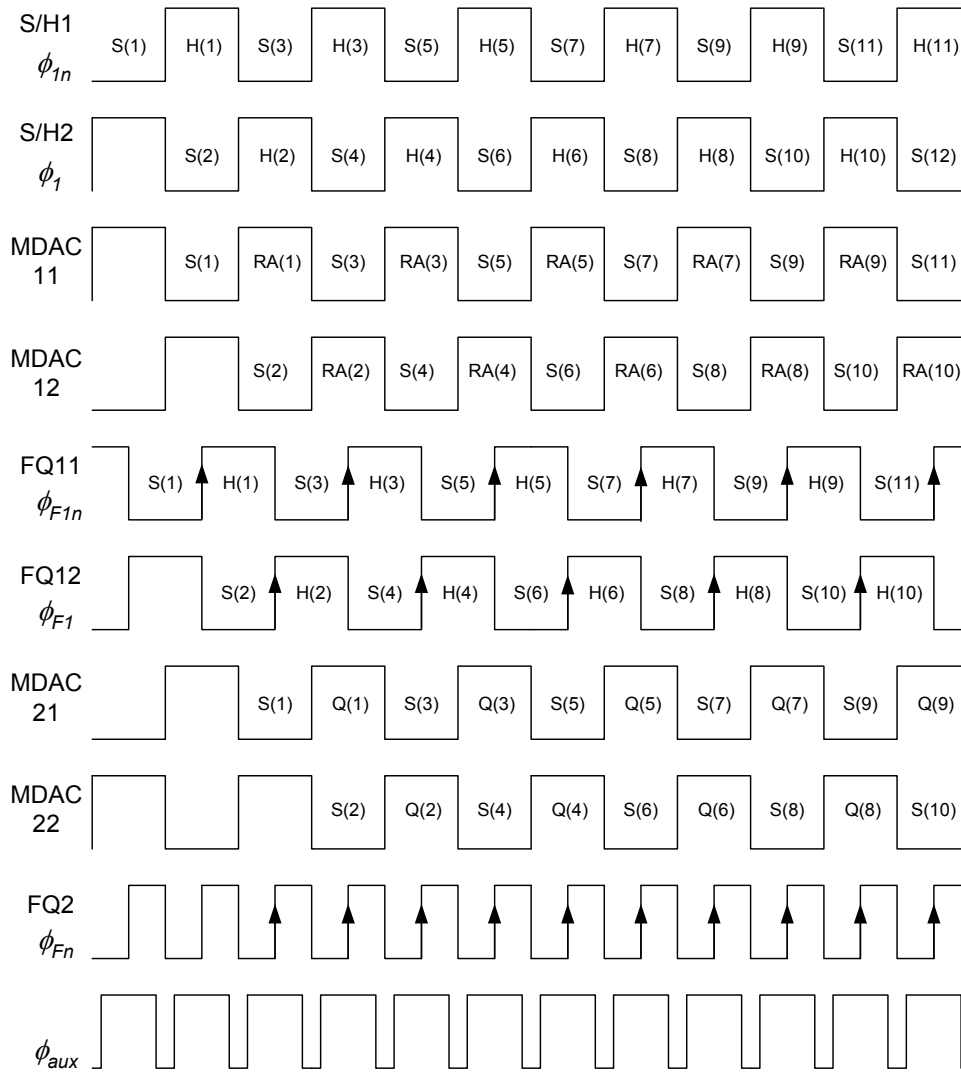 S/H1
ϕ1n
S(1) H(1) S(3) H(3) S(5) H(5) S(7) H(7) S(9) H(9) S(11) H(11)
S/H2
ϕ1
S(2) H(2) S(4) H(4) S(6) H(6) S(8) H(8) S(10) H(10) S(12)
MDAC
11
S(1) RA(1) S(3) RA(3) S(5) RA(5) S(7) RA(7) S(9) RA(9) S(11)
MDAC
12
S(2) RA(2) S(4) RA(4) S(6) RA(6) S(8) RA(8) S(10) RA(10)
FQ11
ϕF1n
S(1) H(1) S(3) H(3) S(5) H(5) S(7) H(7) S(9) H(9) S(11)
FQ12
ϕF1
S(2) H(2) S(4) H(4) S(6) H(6) S(8) H(8) S(10) H(10)
MDAC
21
S(1) Q(1) S(3) Q(3) S(5) Q(5) S(7) Q(7) S(9) Q(9)
MDAC
22
S(2) Q(2) S(4) Q(4) S(6) Q(6) S(8) Q(8) S(10)
FQ2
ϕFn
ϕaux